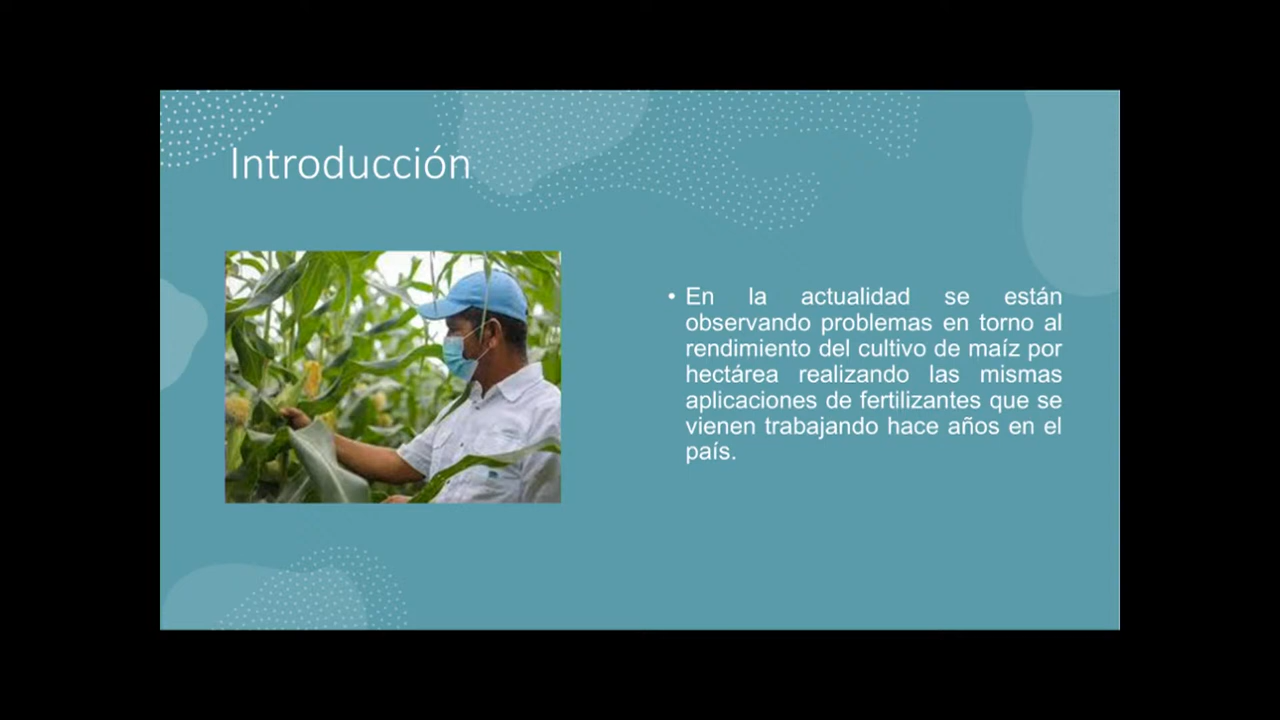 Introducción
• En la actualidad se están
observando problemas en torno al
rendimiento del cultivo de maíz por
hectárea realizando las mismas
aplicaciones de fertilizantes que se
vienen trabajando hace años en el
país.